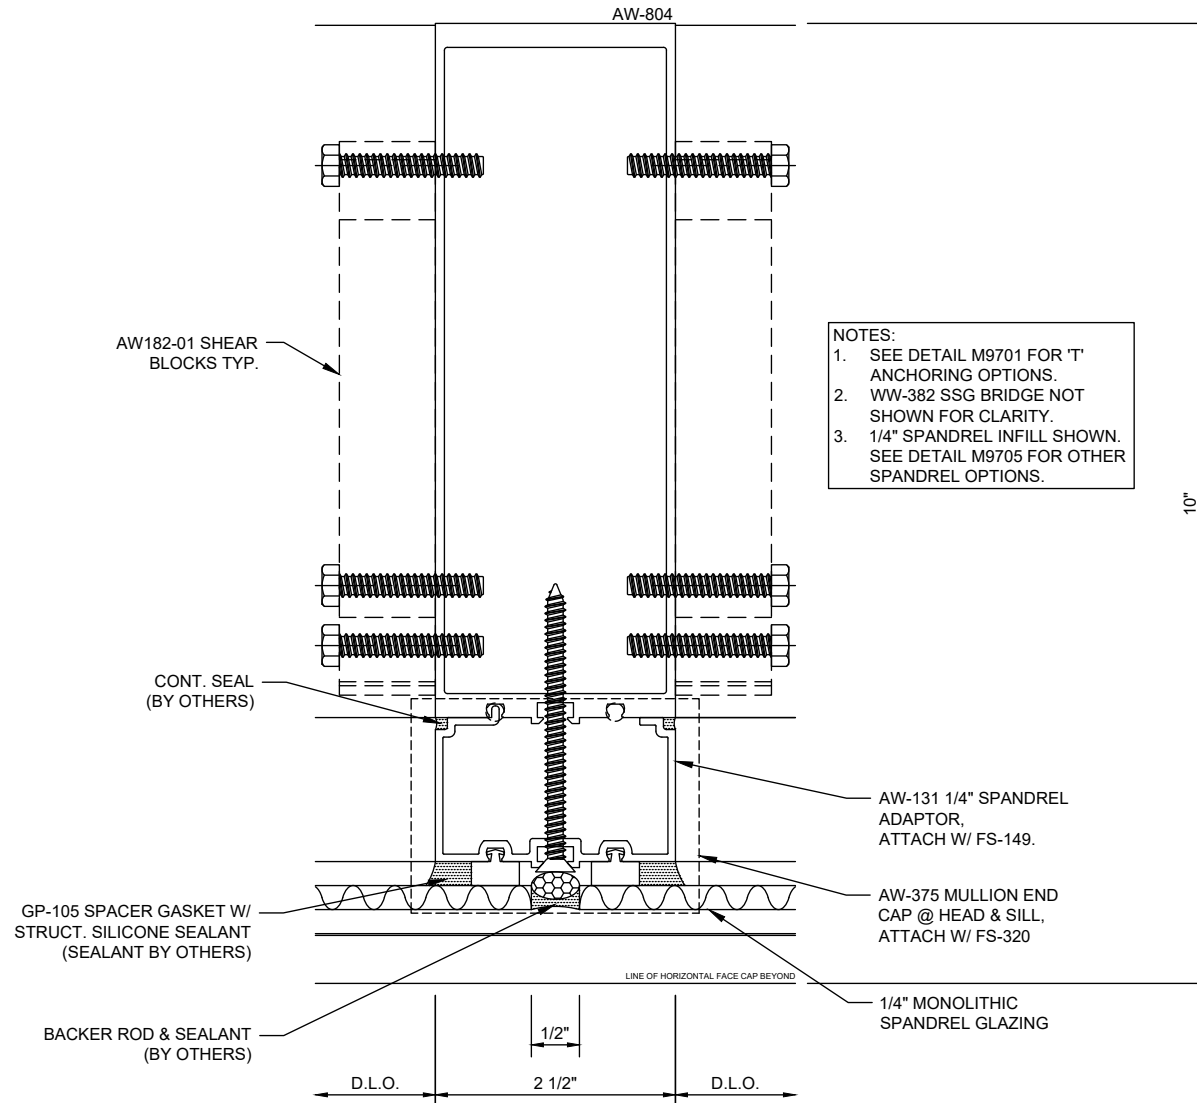 AW-804
AW182-01 SHEAR
BLOCKS TYP.
NOTES:
1. SEE DETAIL M9701 FOR 'T'
ANCHORING OPTIONS.
2. WW-382 SSG BRIDGE NOT
SHOWN FOR CLARITY.
3. 1/4" SPANDREL INFILL SHOWN.
SEE DETAIL M9705 FOR OTHER
SPANDREL OPTIONS.
10"
CONT. SEAL
(BY OTHERS)
AW-131 1/4" SPANDREL
ADAPTOR,
ATTACH W/ FS-149.
AW-375 MULLION END
CAP @ HEAD & SILL,
ATTACH W/ FS-320
GP-105 SPACER GASKET W/
STRUCT. SILICONE SEALANT
(SEALANT BY OTHERS)
LINE OF HORIZONTAL FACE CAP BEYOND
1/4" MONOLITHIC
SPANDREL GLAZING
BACKER ROD & SEALANT
(BY OTHERS)
1/2"
D.L.O.
2 1/2"
D.L.O.